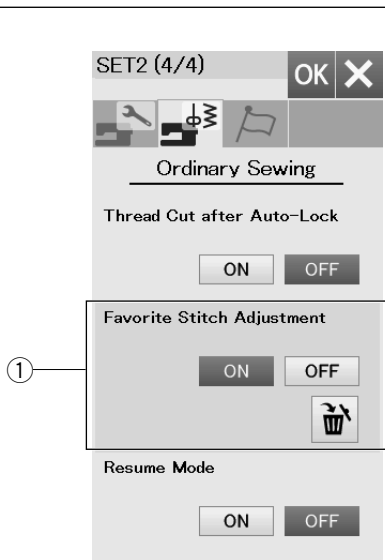 SET2 (4/4)
OK
Ordinary Sewing
Thread Cut after Auto-Lock
ON OFF
Favorite Stitch Adjustment
①
ON OFF
Resume Mode
ON OFF